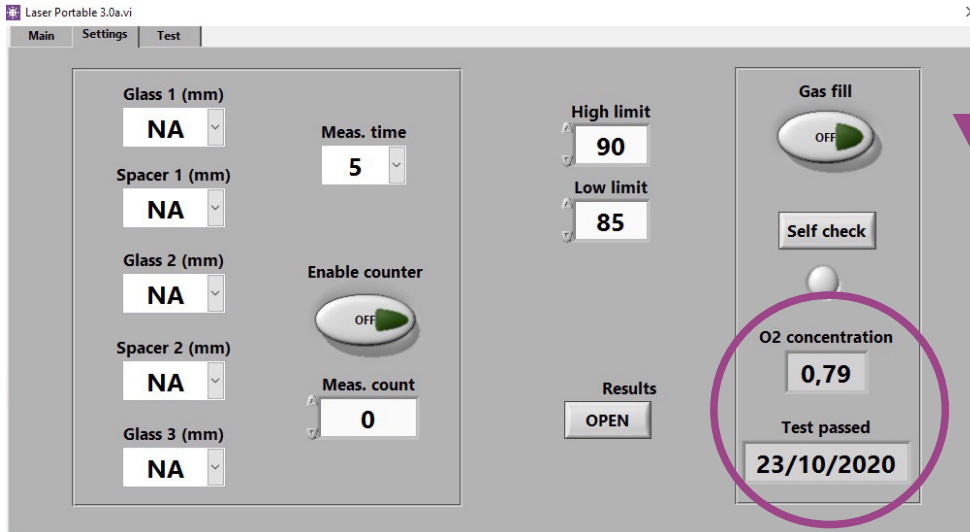 Laser Portable 3.0a.vi
Main Settings Test
Glass 1 (mm)
NA
Spacer 1 (mm)
NA
Glass 2 (mm)
NA
Spacer 2 (mm)
NA
Glass 3 (mm)
NA
Meas. time
5
Enable counter
OFF
Meas. count
0
High limit
90
Low limit
85
Results
OPEN
Gas fill
OFF
Self check
O2 concentration
0,79
Test passed
23/10/2020